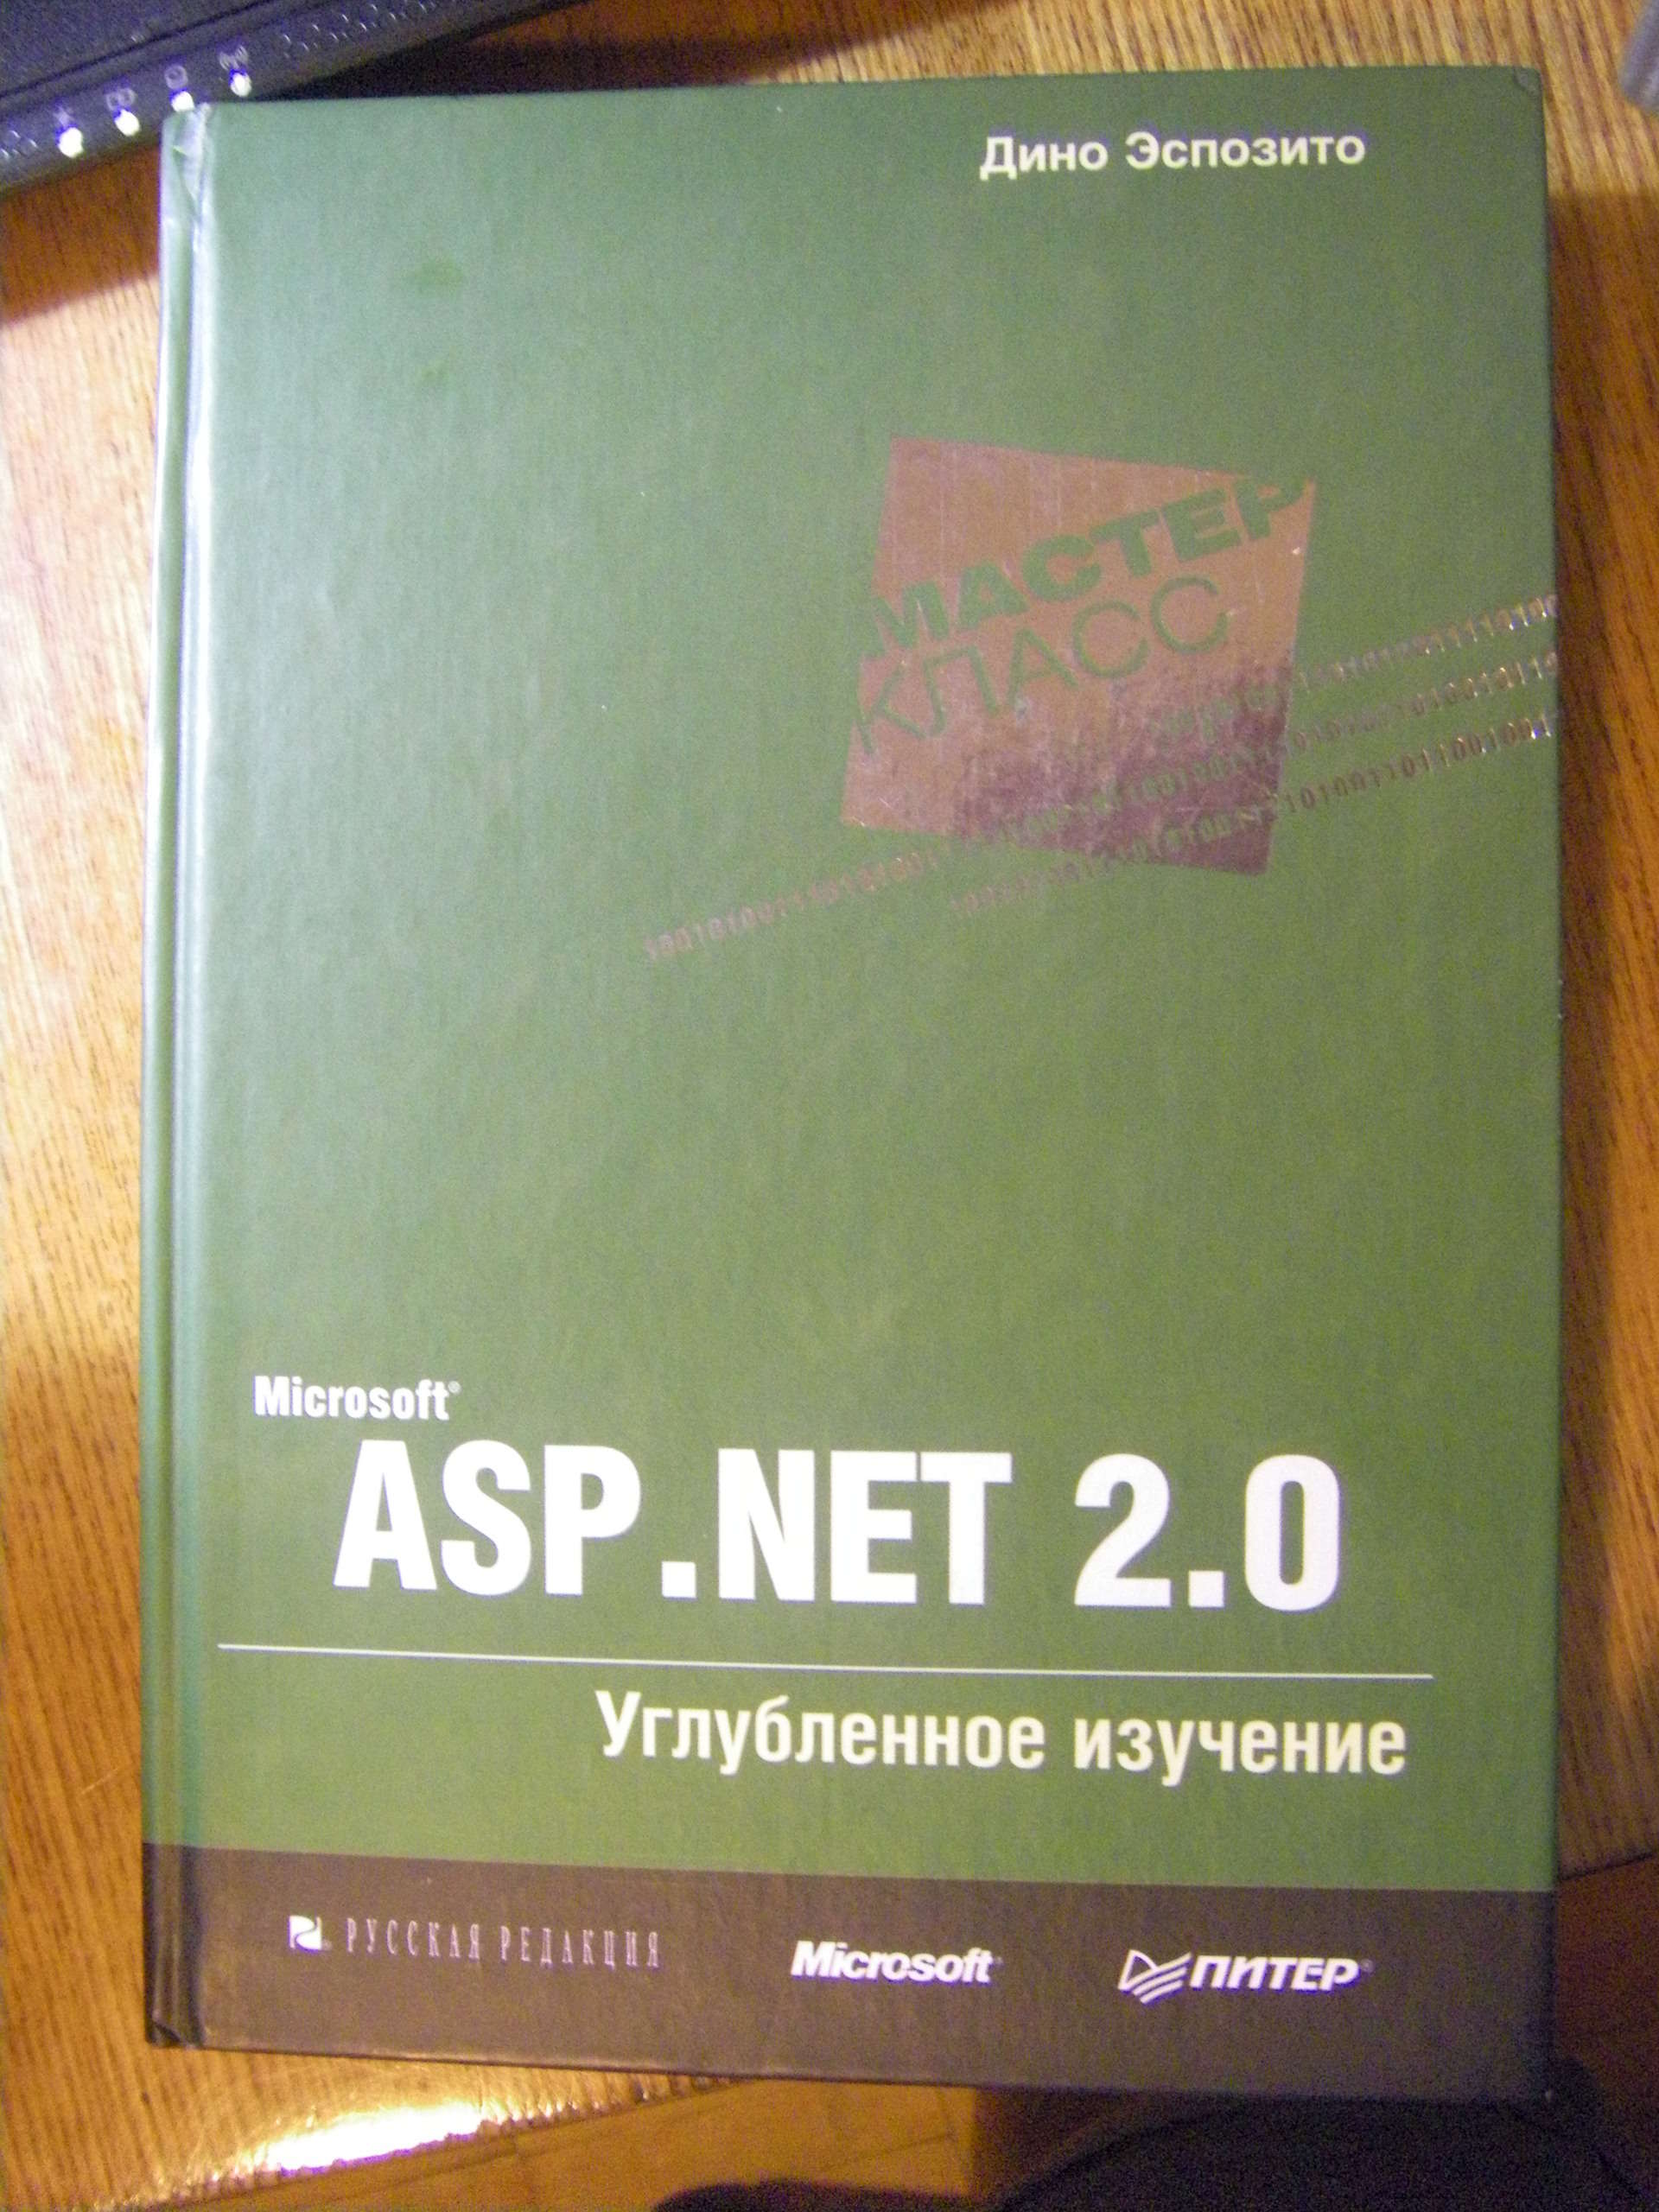 Дино Эспозито
МАСТЕР
КЛАСС
Microsoft®
ASP .NET 2.0
Углубленное изучение
РУССКАЯ РЕДАКЦИЯ
Microsoft
ПИТЕР®